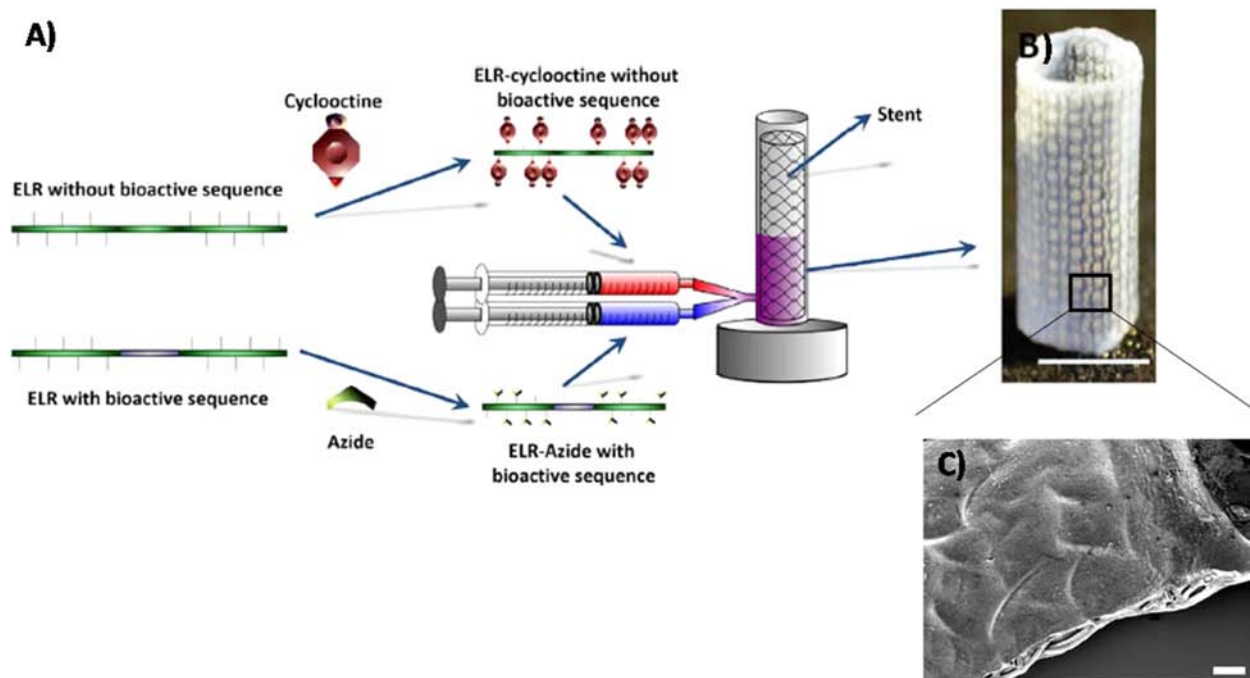 A)
Cyclooctine
ELR-cyclooctine without
bioactive sequence
Stent
B)
ELR without bioactive sequence
ELR with bioactive sequence
Azide
ELR-Azide with
bioactive sequence
C)